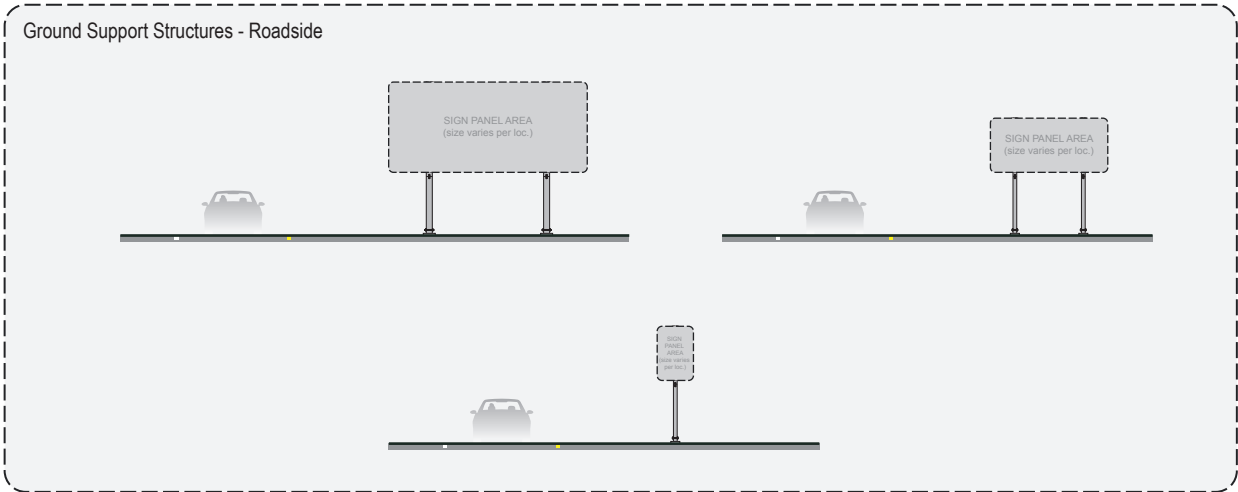 Ground Support Structures - Roadside
SIGN PANEL AREA
(size varies per loc.)
SIGN PANEL AREA
(size varies per loc.)
SIGN
PANEL
AREA
(size varies
per loc.)